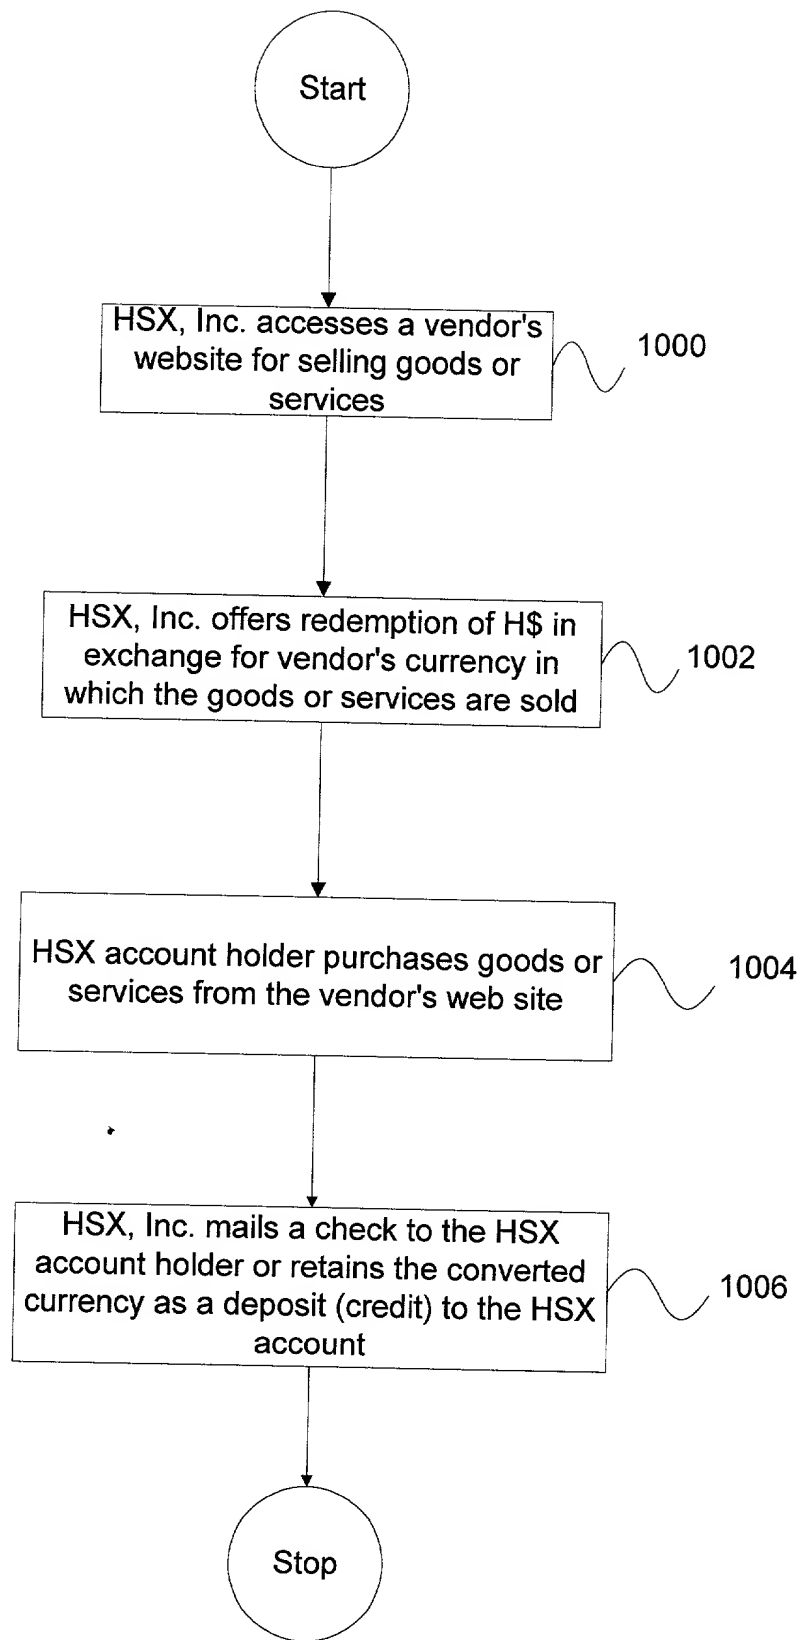 Start
HSX, Inc. accesses a vendor's
website for selling goods or
services
1000
HSX, Inc. offers redemption of H$ in
exchange for vendor's currency in
which the goods or services are sold
1002
HSX account holder purchases goods or
services from the vendor's web site
1004
HSX, Inc. mails a check to the HSX
account holder or retains the converted
currency as a deposit (credit) to the HSX
account
1006
Stop